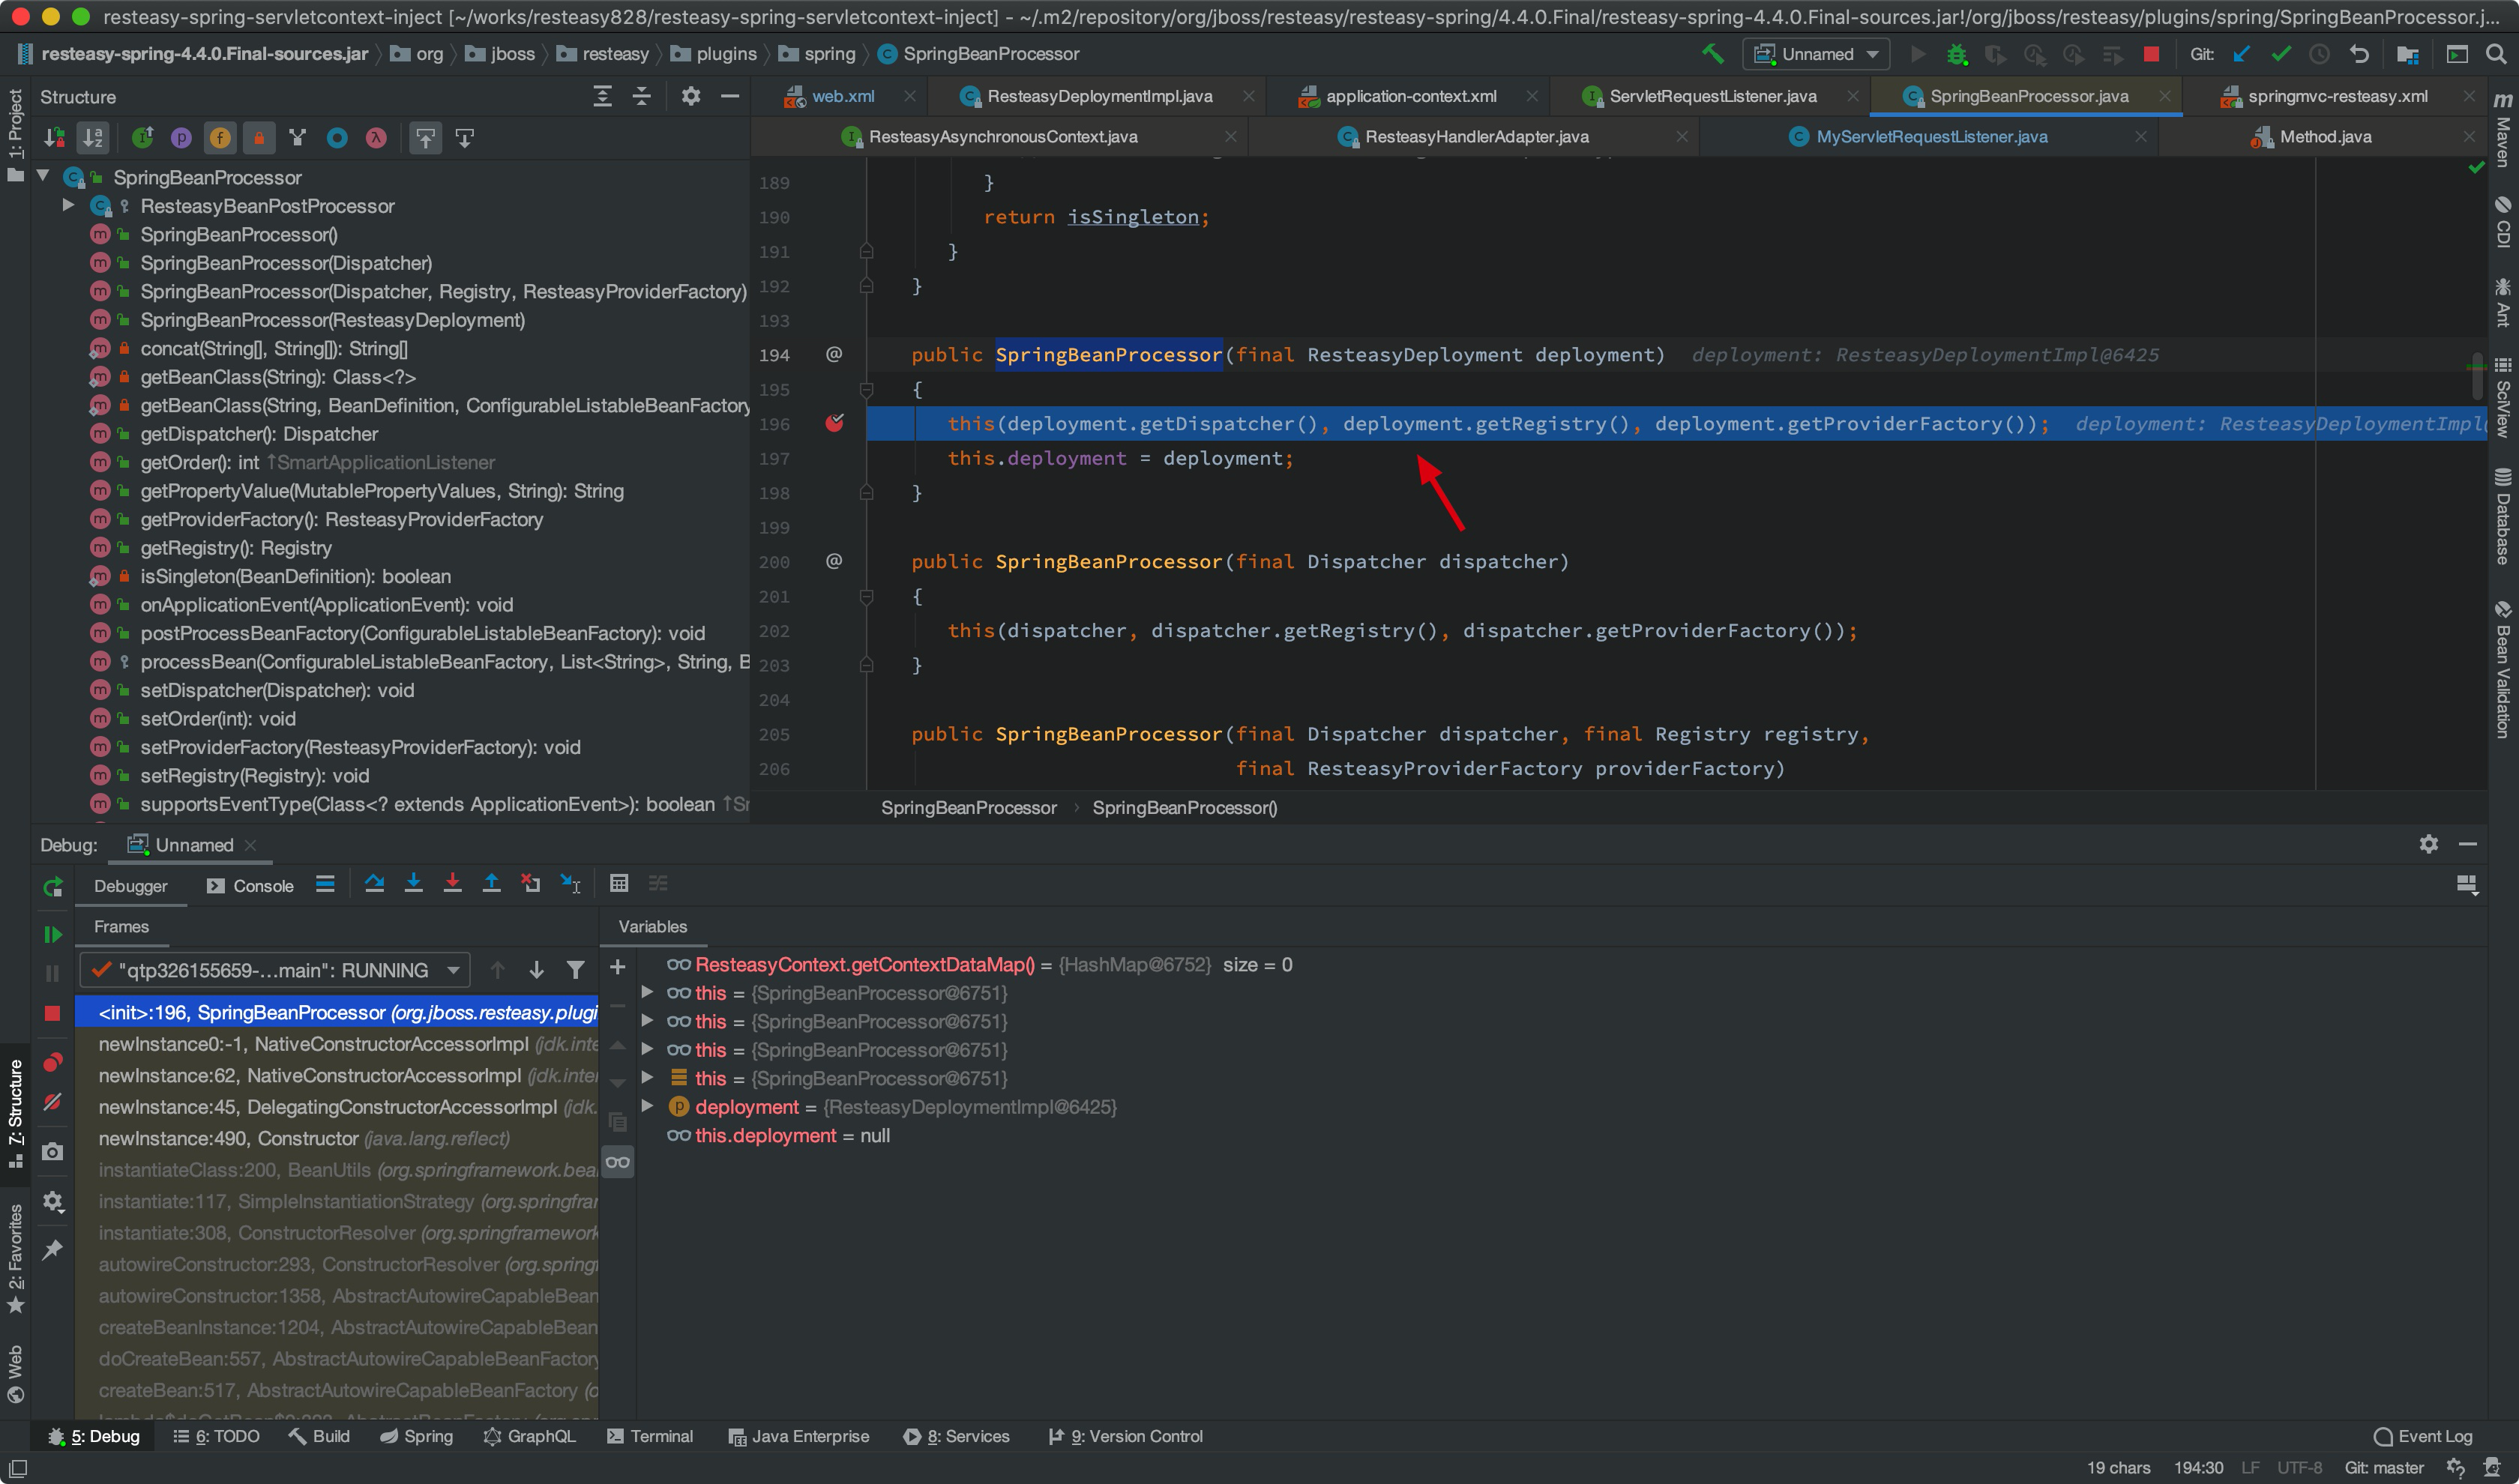 resteasy-spring-servletcontext-inject [~/works/resteasy828/resteasy-spring-servletcontext-inject] - ~/.m2/repository/org/jboss/resteasy/resteasy-spring/4.4.0.Final/resteasy-spring-4.4.0.Final-sources.jar!/org/jboss/resteasy/plugins/spring/SpringBeanProcessor.j...
resteasy-spring-4.4.0.Final-sources.jar org jboss resteasy plugins spring SpringBeanProcessor Unnamed Git:
Structure
web.xml ResteasyDeploymentImpl.java application-context.xml ServletRequestListener.java SpringBeanProcessor.java springmvc-resteasy.xml
ResteasyAsynchronousContext.java ResteasyHandlerAdapter.java MyServletRequestListener.java Method.java
SpringBeanProcessor
ResteasyBeanPostProcessor
SpringBeanProcessor()
SpringBeanProcessor(Dispatcher)
SpringBeanProcessor(Dispatcher, Registry, ResteasyProviderFactory)
SpringBeanProcessor(ResteasyDeployment)
concat(String[], String[]): String[]
getBeanClass(String): Class<?>
getBeanClass(String, BeanDefinition, ConfigurableListableBeanFactory
getDispatcher(): Dispatcher
getOrder(): int ↑SmartApplicationListener
getPropertyValue(MutablePropertyValues, String): String
getProviderFactory(): ResteasyProviderFactory
getRegistry(): Registry
isSingleton(BeanDefinition): boolean
onApplicationEvent(ApplicationEvent): void
postProcessBeanFactory(ConfigurableListableBeanFactory): void
processBean(ConfigurableListableBeanFactory, List<String>, String, B
setDispatcher(Dispatcher): void
setOrder(int): void
setProviderFactory(ResteasyProviderFactory): void
setRegistry(Registry): void
supportsEventType(Class<? extends ApplicationEvent>): boolean ↑Sm
189 }
190 return isSingleton;
191 }
192 }
193
194 @ public SpringBeanProcessor(final ResteasyDeployment deployment) deployment: ResteasyDeploymentImpl@6425
195 {
196 this(deployment.getDispatcher(), deployment.getRegistry(), deployment.getProviderFactory()); deployment: ResteasyDeploymentImpl@
197 this.deployment = deployment;
198 }
199
200 @ public SpringBeanProcessor(final Dispatcher dispatcher)
201 {
202 this(dispatcher, dispatcher.getRegistry(), dispatcher.getProviderFactory());
203 }
204
205 public SpringBeanProcessor(final Dispatcher dispatcher, final Registry registry,
206 final ResteasyProviderFactory providerFactory)
SpringBeanProcessor › SpringBeanProcessor()
1: Project
7: Structure
2: Favorites
Web
m Maven
CDI
Ant
SciView
Database
Bean Validation
Debug: Unnamed
Debugger Console
Frames Variables
"qtp326155659-...main": RUNNING
<init>:196, SpringBeanProcessor (org.jboss.resteasy.plugi
newInstance0:-1, NativeConstructorAccessorImpl (jdk.inte
newInstance:62, NativeConstructorAccessorImpl (jdk.inter
newInstance:45, DelegatingConstructorAccessorImpl (jdk.
newInstance:490, Constructor (java.lang.reflect)
instantiateClass:200, BeanUtils (org.springframework.bea
instantiate:117, SimpleInstantiationStrategy (org.springfra
instantiate:308, ConstructorResolver (org.springframework
autowireConstructor:293, ConstructorResolver (org.springf
autowireConstructor:1358, AbstractAutowireCapableBean
createBeanInstance:1204, AbstractAutowireCapableBean
doCreateBean:557, AbstractAutowireCapableBeanFactory
createBean:517, AbstractAutowireCapableBeanFactory (o
ResteasyContext.getContextDataMap() = {HashMap@6752} size = 0
this = {SpringBeanProcessor@6751}
this = {SpringBeanProcessor@6751}
this = {SpringBeanProcessor@6751}
this = {SpringBeanProcessor@6751}
deployment = {ResteasyDeploymentImpl@6425}
this.deployment = null
5: Debug 6: TODO Build Spring GraphQL Terminal Java Enterprise 8: Services 9: Version Control Event Log
19 chars 194:30 LF UTF-8 Git: master